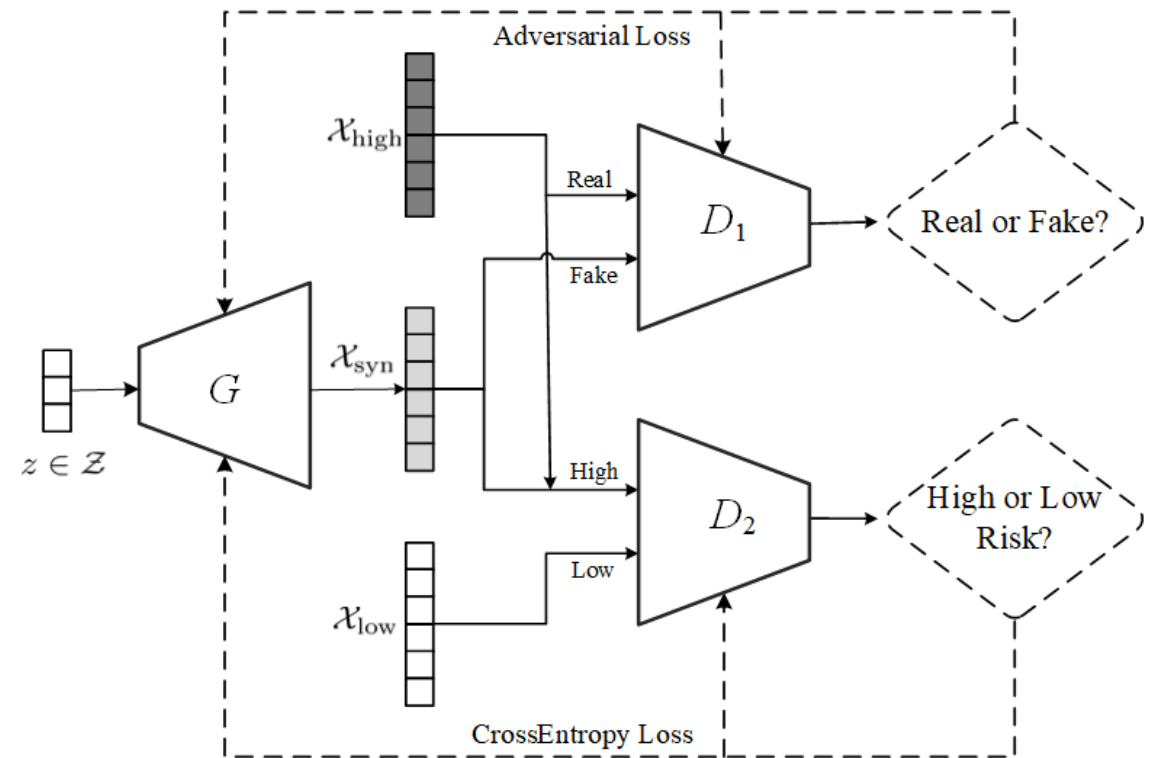 Adversarial Loss
𝒳high
Real
D1
Real or Fake?
Fake
𝒳syn
G
z ∈ 𝒵
High
High or Low
Risk?
D2
Low
𝒳low
CrossEntropy Loss